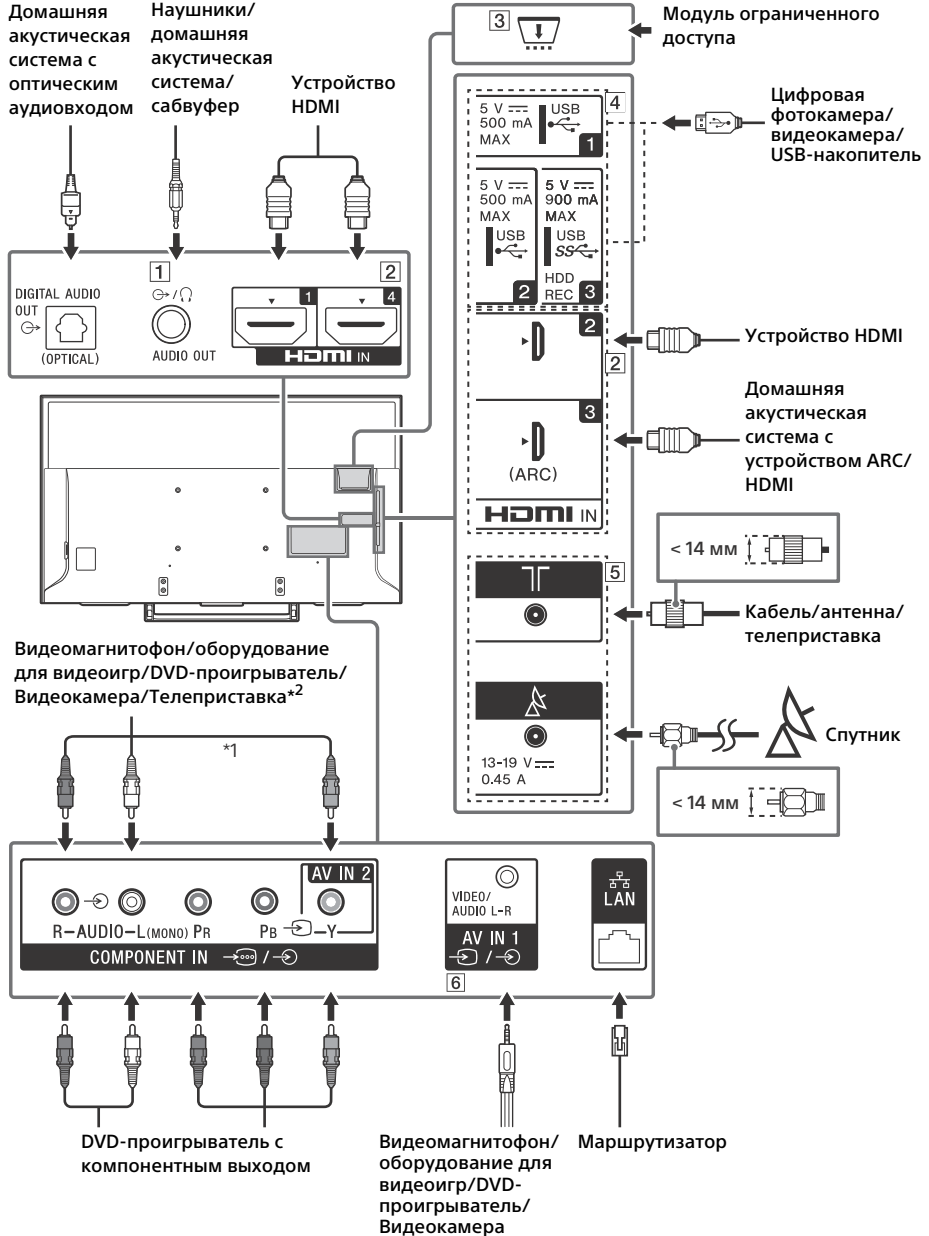 Домашняя
акустическая
система с
оптическим
аудиовходом
Наушники/
домашняя
акустическая
система/
сабвуфер
Устройство
HDMI
3
Модуль ограниченного
доступа
5 V
500 mA
MAX
USB
1
4
Цифровая
фотокамера/
видеокамера/
USB-накопитель
5 V
500 mA
MAX
USB
2
5 V
900 mA
MAX
USB
SS
HDD
REC
3
1
2
DIGITAL AUDIO
OUT
(OPTICAL)
/
AUDIO OUT
1
4
HDMI IN
2
2
Устройство HDMI
3
(ARC)
HDMI IN
Домашняя
акустическая
система с
устройством ARC/
HDMI
< 14 мм
5
Кабель/антенна/
телеприставка
13-19 V
0.45 A
Спутник
< 14 мм
Видеомагнитофон/оборудование
для видеоигр/DVD-проигрыватель/
Видеокамера/Телеприставка*2
*1
AV IN 2
R–AUDIO–L(MONO) PR PB –Y
COMPONENT IN /
VIDEO/
AUDIO L-R
AV IN 1
/
6
LAN
DVD-проигрыватель с
компонентным выходом
Видеомагнитофон/
оборудование для
видеоигр/DVD-
проигрыватель/
Видеокамера
Маршрутизатор